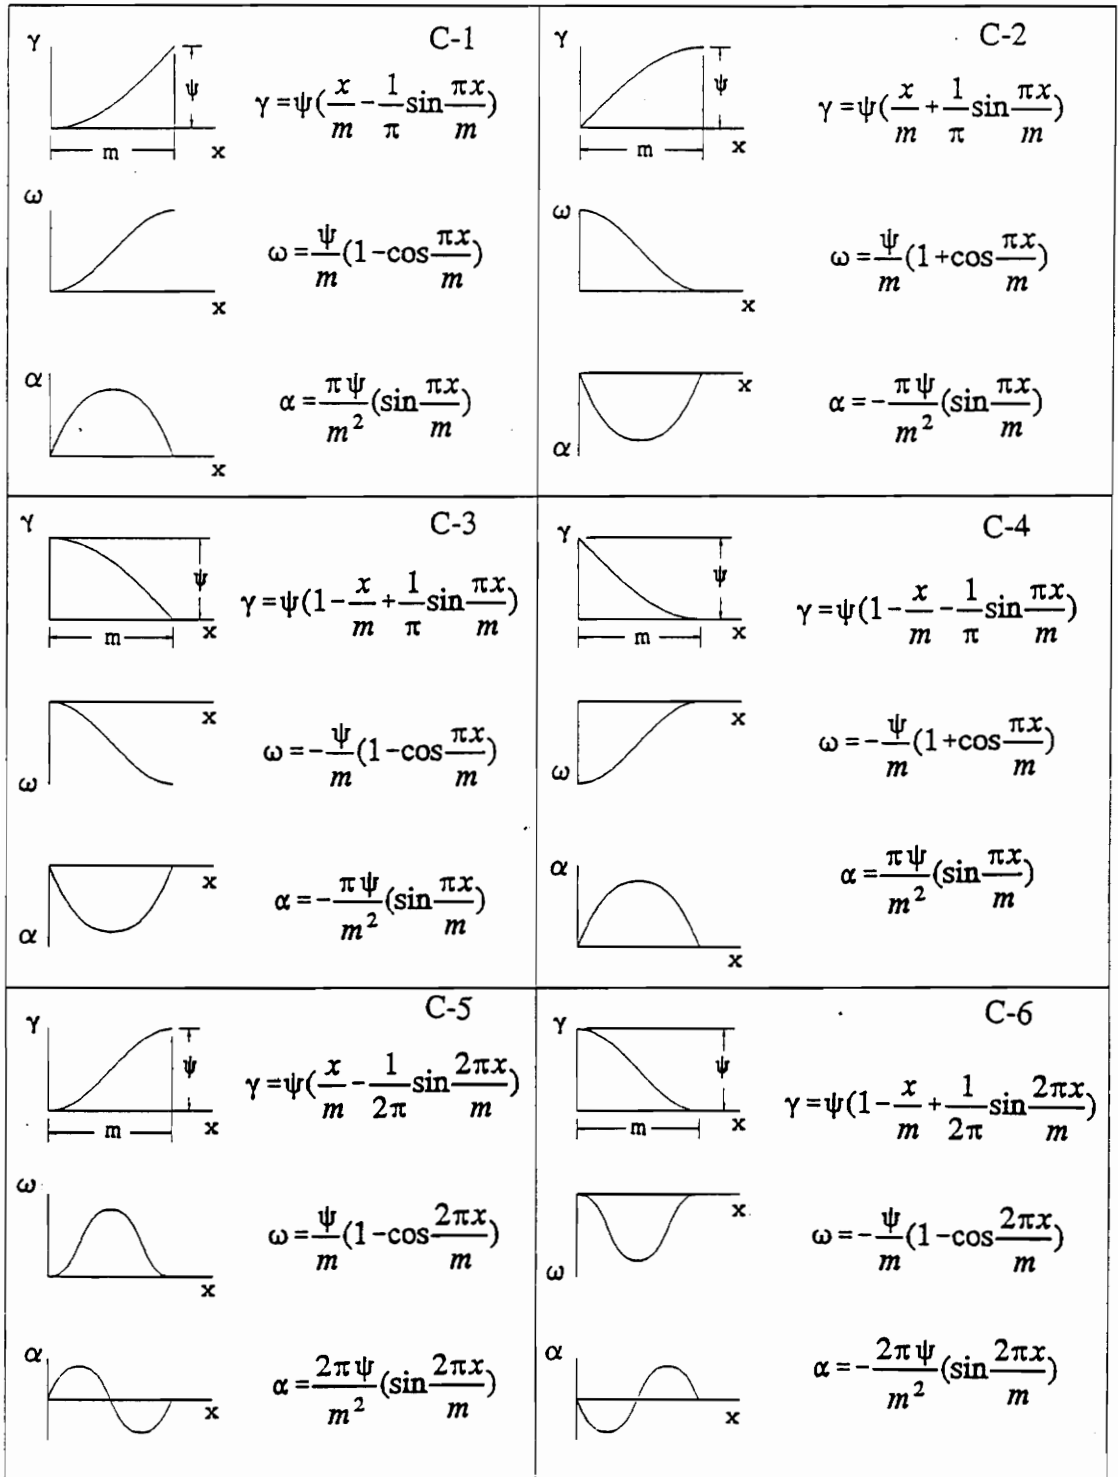 C-1
γ
ψ
m
x
γ=ψ(x/m - 1/π sin πx/m)
ω
x
ω=ψ/m(1-cos πx/m)
α
x
α=πψ/m²(sin πx/m)
C-2
γ
ψ
m
x
γ=ψ(x/m + 1/π sin πx/m)
ω
x
ω=ψ/m(1+cos πx/m)
α
x
α=-πψ/m²(sin πx/m)
C-3
γ
ψ
m
x
γ=ψ(1- x/m + 1/π sin πx/m)
x
ω
ω=-ψ/m(1-cos πx/m)
x
α
α=-πψ/m²(sin πx/m)
C-4
γ
ψ
m
x
γ=ψ(1- x/m - 1/π sin πx/m)
x
ω
ω=-ψ/m(1+cos πx/m)
α
x
α=πψ/m²(sin πx/m)
C-5
γ
ψ
m
x
γ=ψ(x/m - 1/2π sin 2πx/m)
ω
x
ω=ψ/m(1-cos 2πx/m)
α
x
α=2πψ/m²(sin 2πx/m)
C-6
γ
ψ
m
x
γ=ψ(1- x/m + 1/2π sin 2πx/m)
x
ω
ω=-ψ/m(1-cos 2πx/m)
α
x
α=-2πψ/m²(sin 2πx/m)